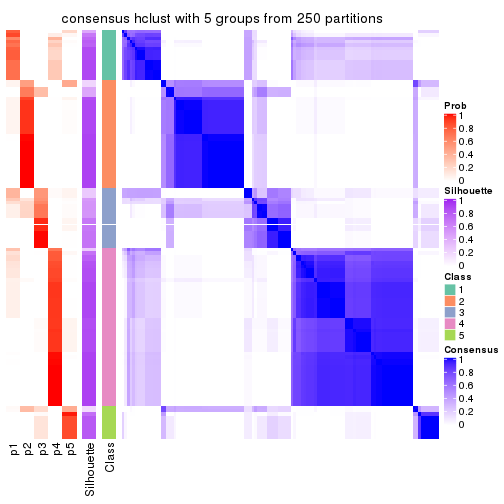 consensus hclust with 5 groups from 250 partitions
Prob
1
0.8
0.6
0.4
0.2
0
Silhouette
1
0.8
0.6
0.4
0.2
0
Class
1
2
3
4
5
Consensus
1
0.8
0.6
0.4
0.2
0
p1
p2
p3
p4
p5
Silhouette
Class